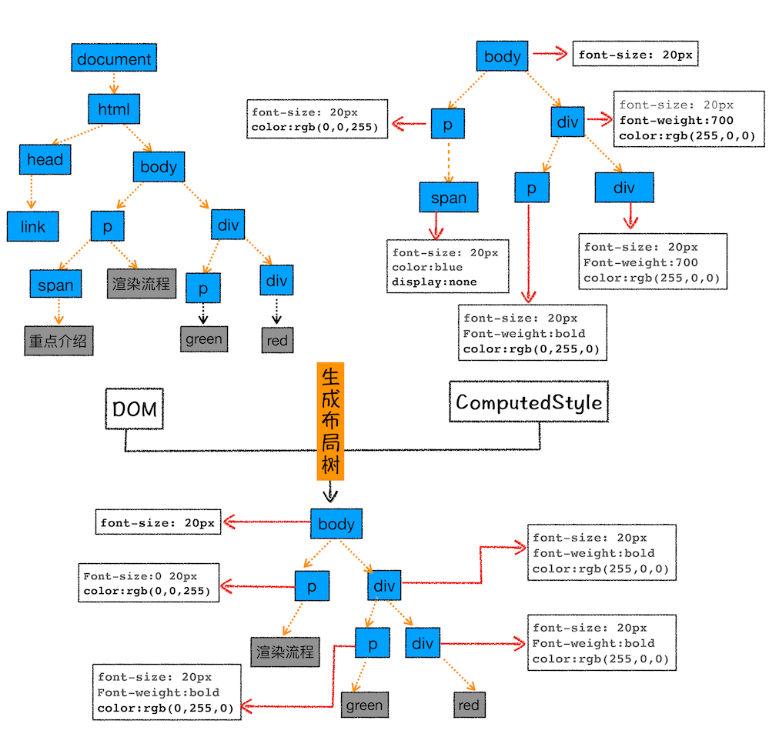 document
html
head
body
link
p
div
span
渲染流程
p
div
重点介绍
green
red
body
font-size: 20px
font-size: 20px
color:rgb(0,0,255)
p
div
font-size: 20px
font-weight:700
color:rgb(255,0,0)
span
p
div
font-size: 20px
color:blue
display:none
font-size: 20px
Font-weight:700
color:rgb(255,0,0)
font-size: 20px
Font-weight:bold
color:rgb(0,255,0)
DOM
生成布局树
ComputedStyle
font-size: 20px
body
Font-size:0 20px
color:rgb(0,0,255)
p
div
font-size: 20px
font-weight:bold
color:rgb(255,0,0)
渲染流程
p
div
font-size: 20px
Font-weight:bold
color:rgb(255,0,0)
font-size: 20px
Font-weight:bold
color:rgb(0,255,0)
green
red